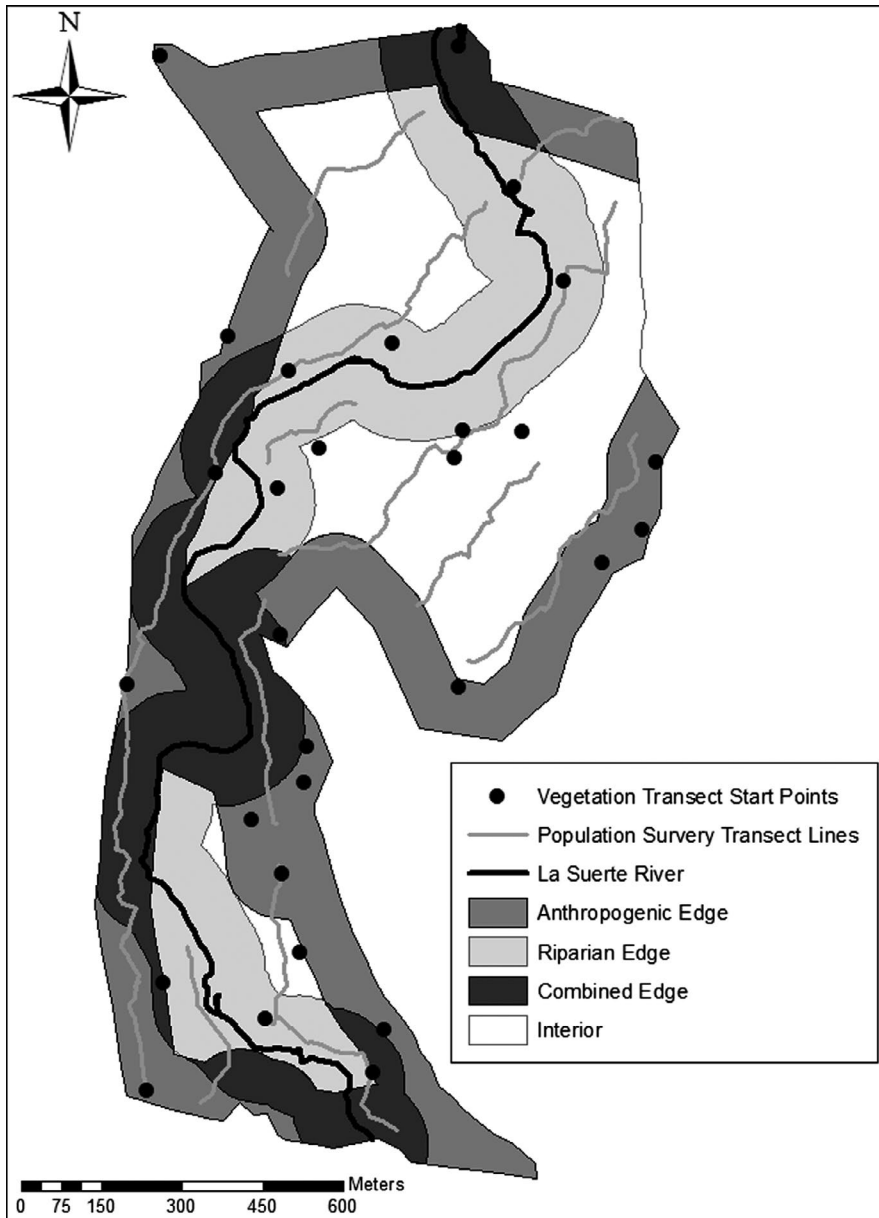 N
Vegetation Transect Start Points
Population Survery Transect Lines
La Suerte River
Anthropogenic Edge
Riparian Edge
Combined Edge
Interior
Meters
0 75 150 300 450 600